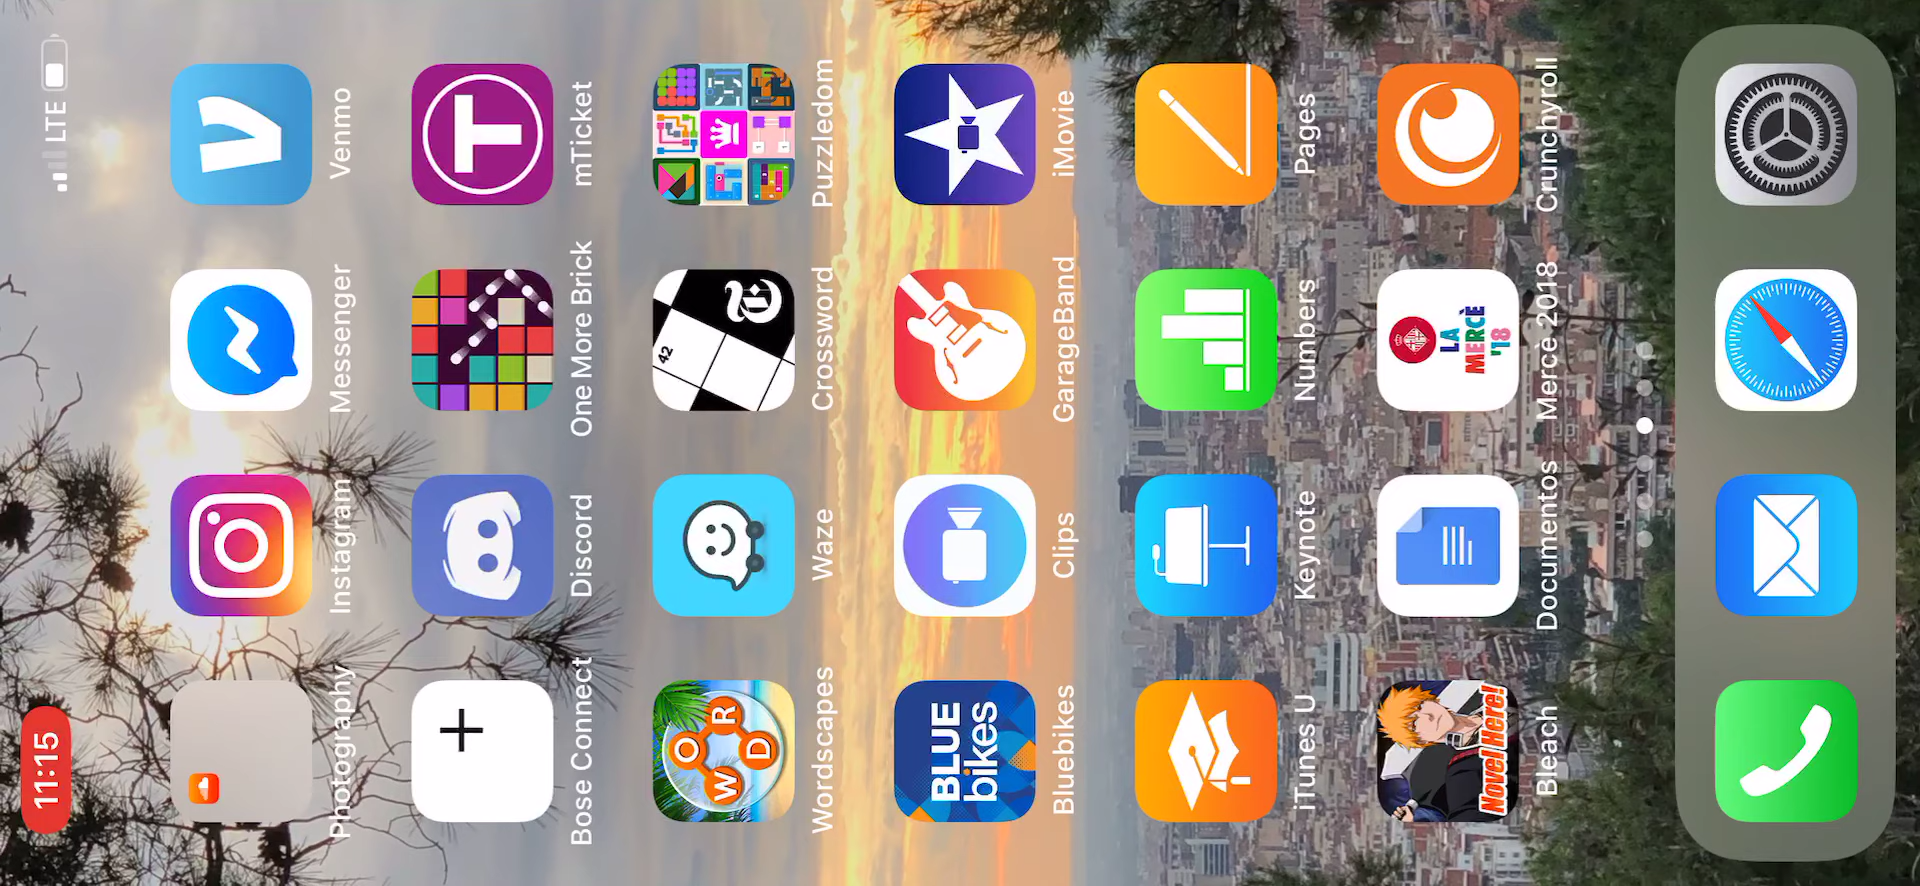 11:15
LTE
Photography
Instagram
Messenger
Venmo
Bose Connect
Discord
One More Brick
T
mTicket
W O R D
Wordscapes
Waze
42
T
Crossword
Puzzledom
BLUE
bikes
Bluebikes
Clips
GarageBand
iMovie
iTunes U
Keynote
Numbers
Pages
Novel Here!
Bleach
Documentos
LA
MERCÈ
'18
Mercè 2018
Crunchyroll